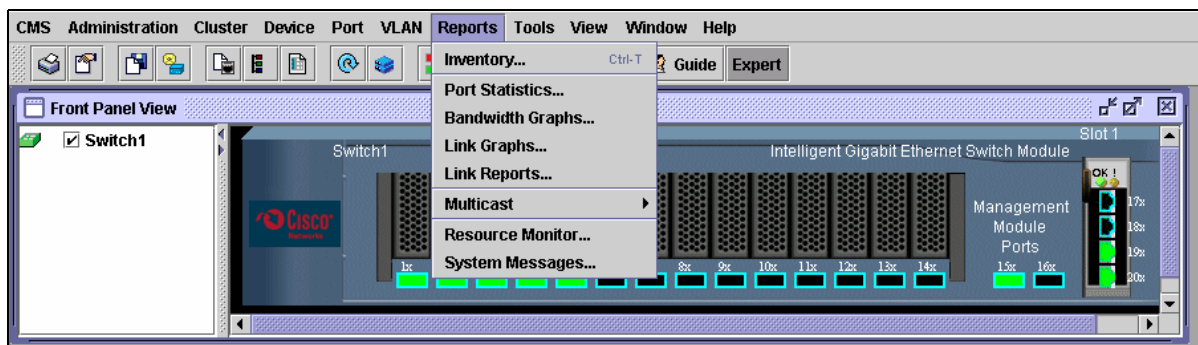 CMS Administration Cluster Device Port VLAN Reports Tools View Window Help
Inventory... Ctrl-T
Guide Expert
Port Statistics...
Front Panel View
Bandwidth Graphs...
Switch1
Slot 1
Switch1
Link Graphs...
Intelligent Gigabit Ethernet Switch Module
Link Reports...
OK !
Multicast
Management
Module
Ports
17x
18x
19x
20x
CISCO
Networks
Resource Monitor...
System Messages...
1x 8x 9x 10x 11x 12x 13x 14x 15x 16x